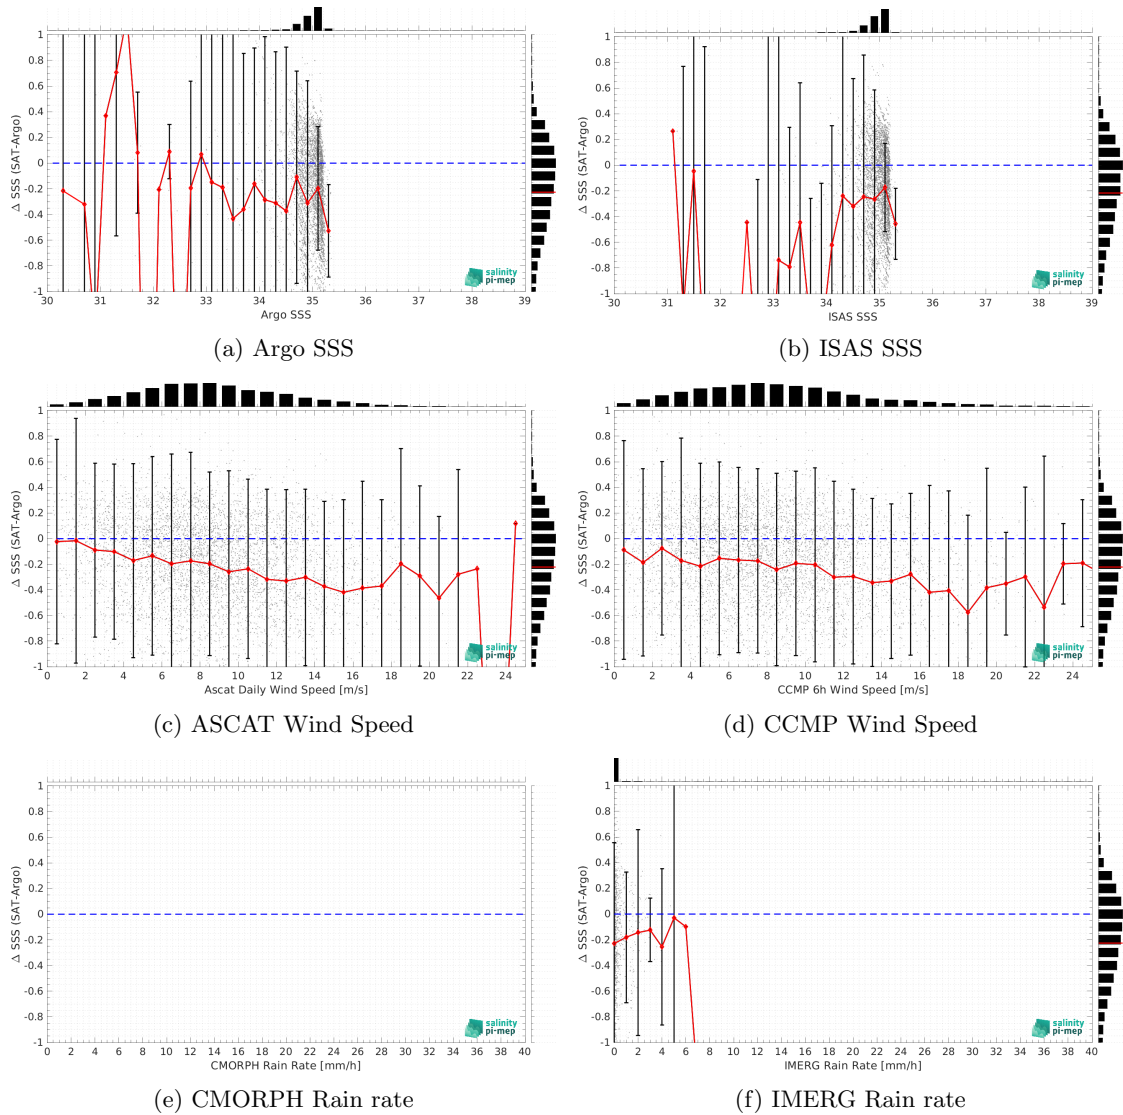 1
0.8
0.6
0.4
0.2
0
-0.2
-0.4
-0.6
-0.8
-1
Δ SSS (SAT-Argo)
30 31 32 33 34 35 36 37 38 39
Argo SSS
salinity
pi-mep
(a) Argo SSS
1
0.8
0.6
0.4
0.2
0
-0.2
-0.4
-0.6
-0.8
-1
Δ SSS (SAT-Argo)
30 31 32 33 34 35 36 37 38 39
ISAS SSS
salinity
pi-mep
(b) ISAS SSS
1
0.8
0.6
0.4
0.2
0
-0.2
-0.4
-0.6
-0.8
-1
Δ SSS (SAT-Argo)
0 2 4 6 8 10 12 14 16 18 20 22 24
Ascat Daily Wind Speed [m/s]
salinity
pi-mep
(c) ASCAT Wind Speed
1
0.8
0.6
0.4
0.2
0
-0.2
-0.4
-0.6
-0.8
-1
Δ SSS (SAT-Argo)
0 2 4 6 8 10 12 14 16 18 20 22 24
CCMP 6h Wind Speed [m/s]
salinity
pi-mep
(d) CCMP Wind Speed
1
0.8
0.6
0.4
0.2
0
-0.2
-0.4
-0.6
-0.8
-1
Δ SSS (SAT-Argo)
0 2 4 6 8 10 12 14 16 18 20 22 24 26 28 30 32 34 36 38 40
CMORPH Rain Rate [mm/h]
salinity
pi-mep
(e) CMORPH Rain rate
1
0.8
0.6
0.4
0.2
0
-0.2
-0.4
-0.6
-0.8
-1
Δ SSS (SAT-Argo)
0 2 4 6 8 10 12 14 16 18 20 22 24 26 28 30 32 34 36 38 40
IMERG Rain Rate [mm/h]
salinity
pi-mep
(f) IMERG Rain rate